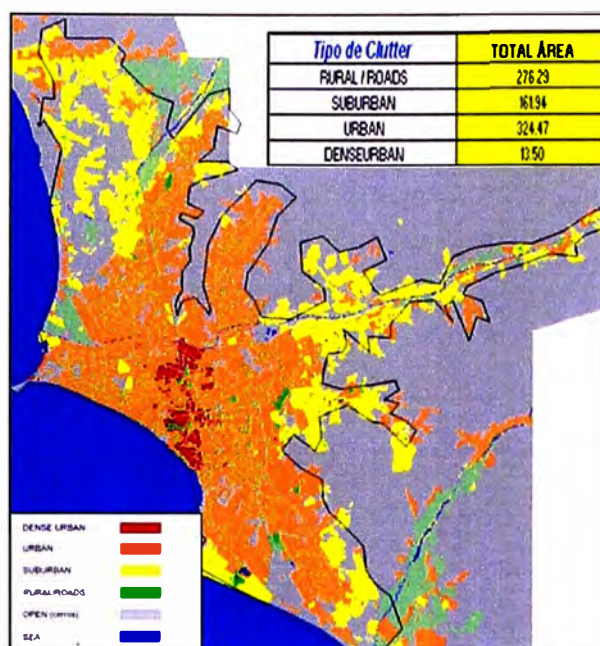 Tipo de Clutter TOTAL ÁREA
RURAL / ROADS 276.29
SUBURBAN 161.94
URBAN 324.47
DENSEURBAN 13.50
DENSE URBAN
URBAN
SUBURBAN
RURAL/ROADS
OPEN (cerros)
SEA